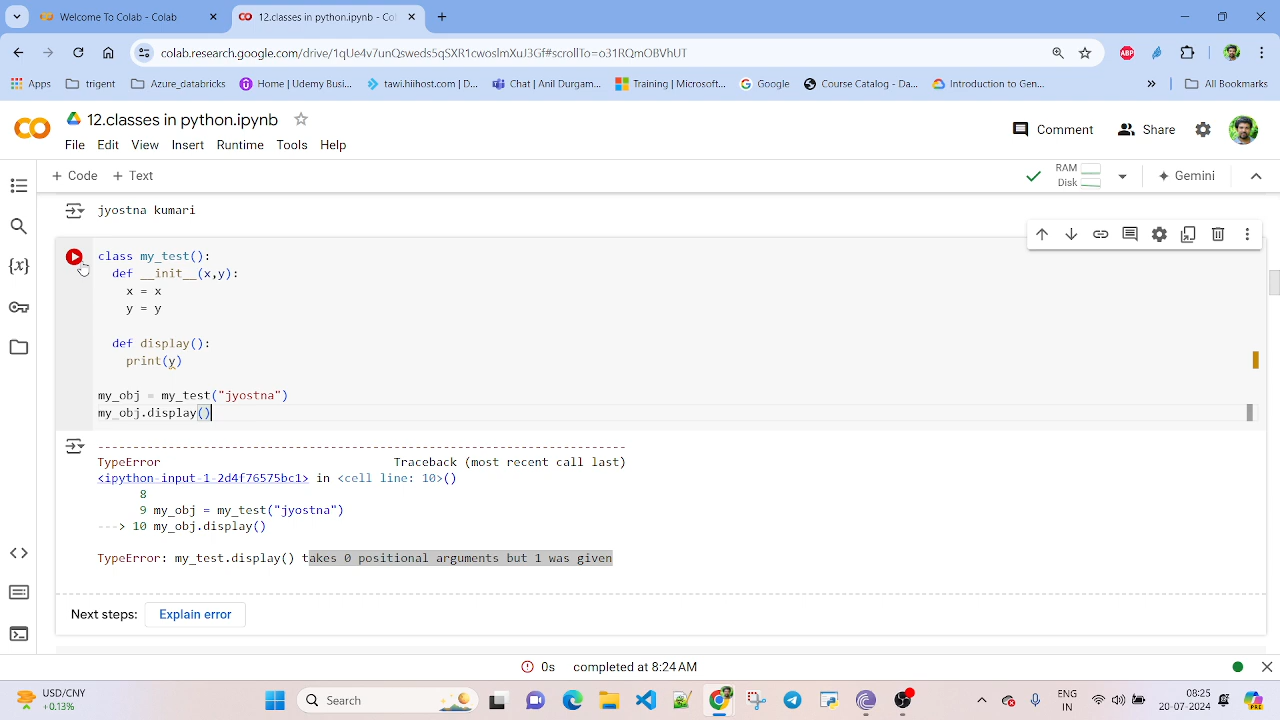 Welcome To Colab - Colab
12.classes in python.ipynb - Col
colab.research.google.com/drive/1qUe4v7unQsweds5qSXR1cwoslmXuJ3Gf#scrollTo=o31RQmOBVhUT
ABP
Apps
trigent
Azure_databricks
Home | Udemy Busi...
tawi.hiihost.com | D...
Chat | Anil Durgam...
Training | Microsoft...
Google
Course Catalog - Da...
Introduction to Gen...
All Bookmarks
12.classes in python.ipynb
Comment
Share
File Edit View Insert Runtime Tools Help
+ Code + Text
RAM
Disk
Gemini
jyostna kumari
class my_test():
def __init__(x,y):
x = x
y = y
def display():
print(y)
my_obj = my_test("jyostna")
my_obj.display()
---------------------------------------------------------------------------
TypeError Traceback (most recent call last)
<ipython-input-1-2d4f76575bc1> in <cell line: 10>()
8
9 my_obj = my_test("jyostna")
---> 10 my_obj.display()
TypeError: my_test.display() takes 0 positional arguments but 1 was given
Next steps: Explain error
0s completed at 8:24 AM
USD/CNY
+0.13%
Search
ENG
IN
08:25
20-07-2024
PRE